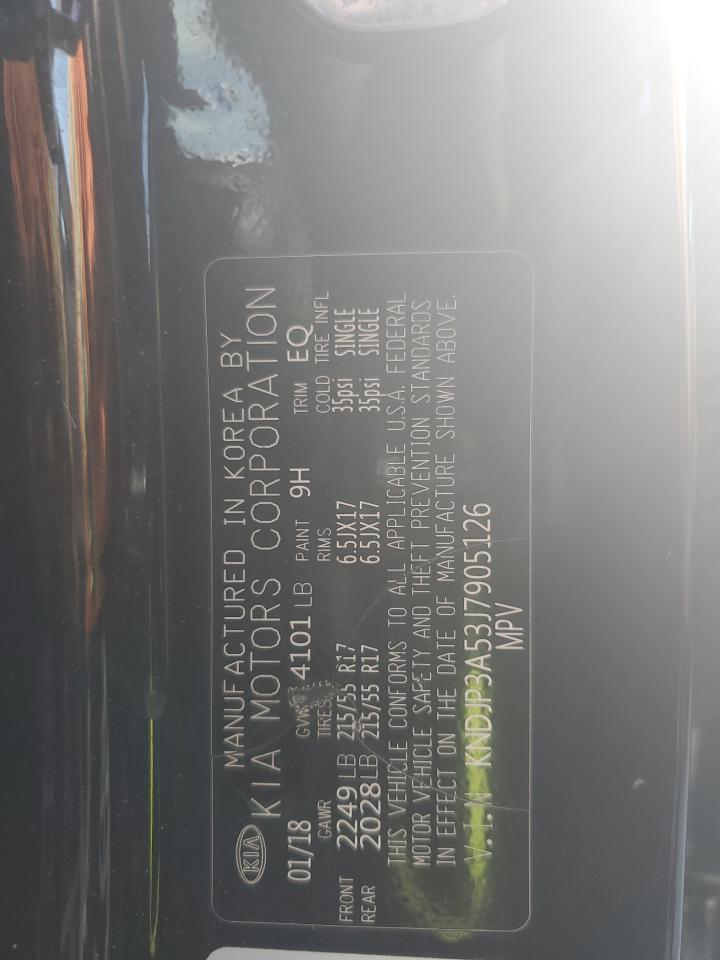 KIA MANUFACTURED IN KOREA BY
KIA MOTORS CORPORATION
01/18 GVWR 4101 LB PAINT 9H TRIM EQ
GAWR TIRES RIMS COLD TIRE INFL
FRONT 2249 LB 215/55 R17 6.5JX17 35psi SINGLE
REAR 2028 LB 215/55 R17 6.5JX17 35psi SINGLE
THIS VEHICLE CONFORMS TO ALL APPLICABLE U.S.A. FEDERAL
MOTOR VEHICLE SAFETY AND THEFT PREVENTION STANDARDS
IN EFFECT ON THE DATE OF MANUFACTURE SHOWN ABOVE.
V.I.N KNDJP3A53J7905126
MPV